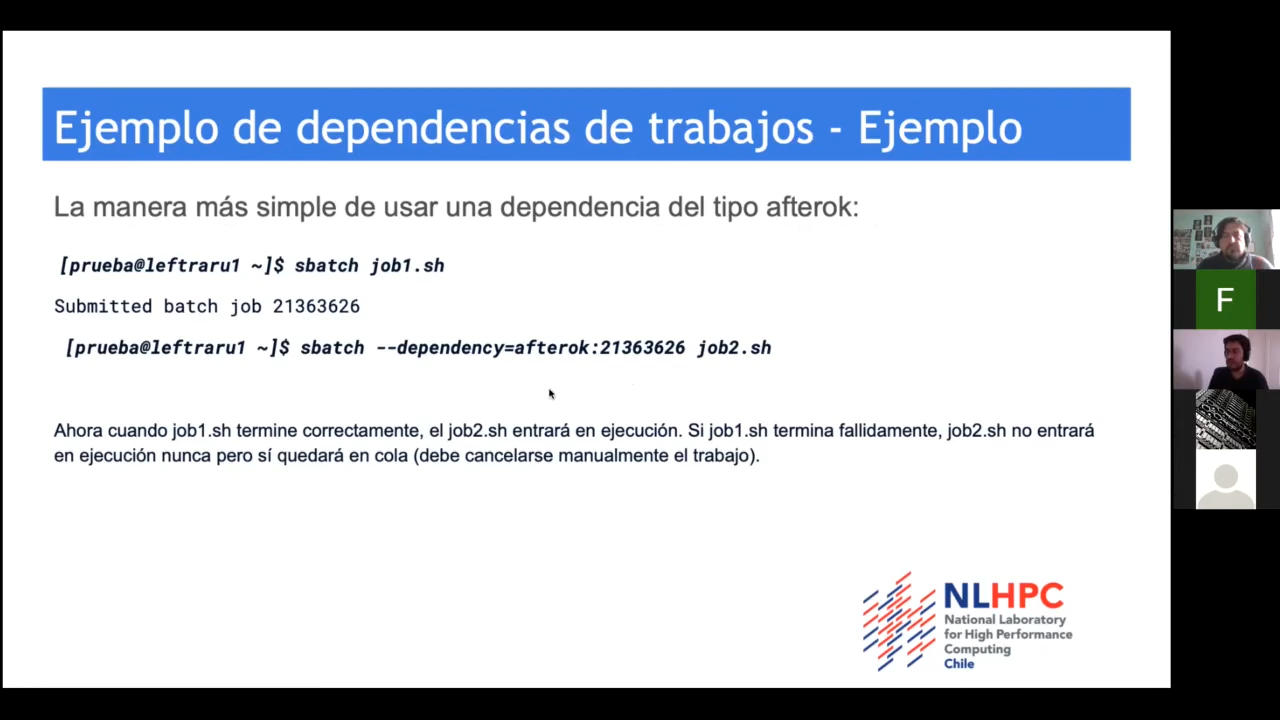 Ejemplo de dependencias de trabajos - Ejemplo
La manera más simple de usar una dependencia del tipo afterok:
[prueba@leftraru1 ~]$ sbatch job1.sh
Submitted batch job 21363626
[prueba@leftraru1 ~]$ sbatch --dependency=afterok:21363626 job2.sh
Ahora cuando job1.sh termine correctamente, el job2.sh entrará en ejecución. Si job1.sh termina fallidamente, job2.sh no entrará
en ejecución nunca pero sí quedará en cola (debe cancelarse manualmente el trabajo).
NLHPC
National Laboratory
for High Performance
Computing
Chile
F